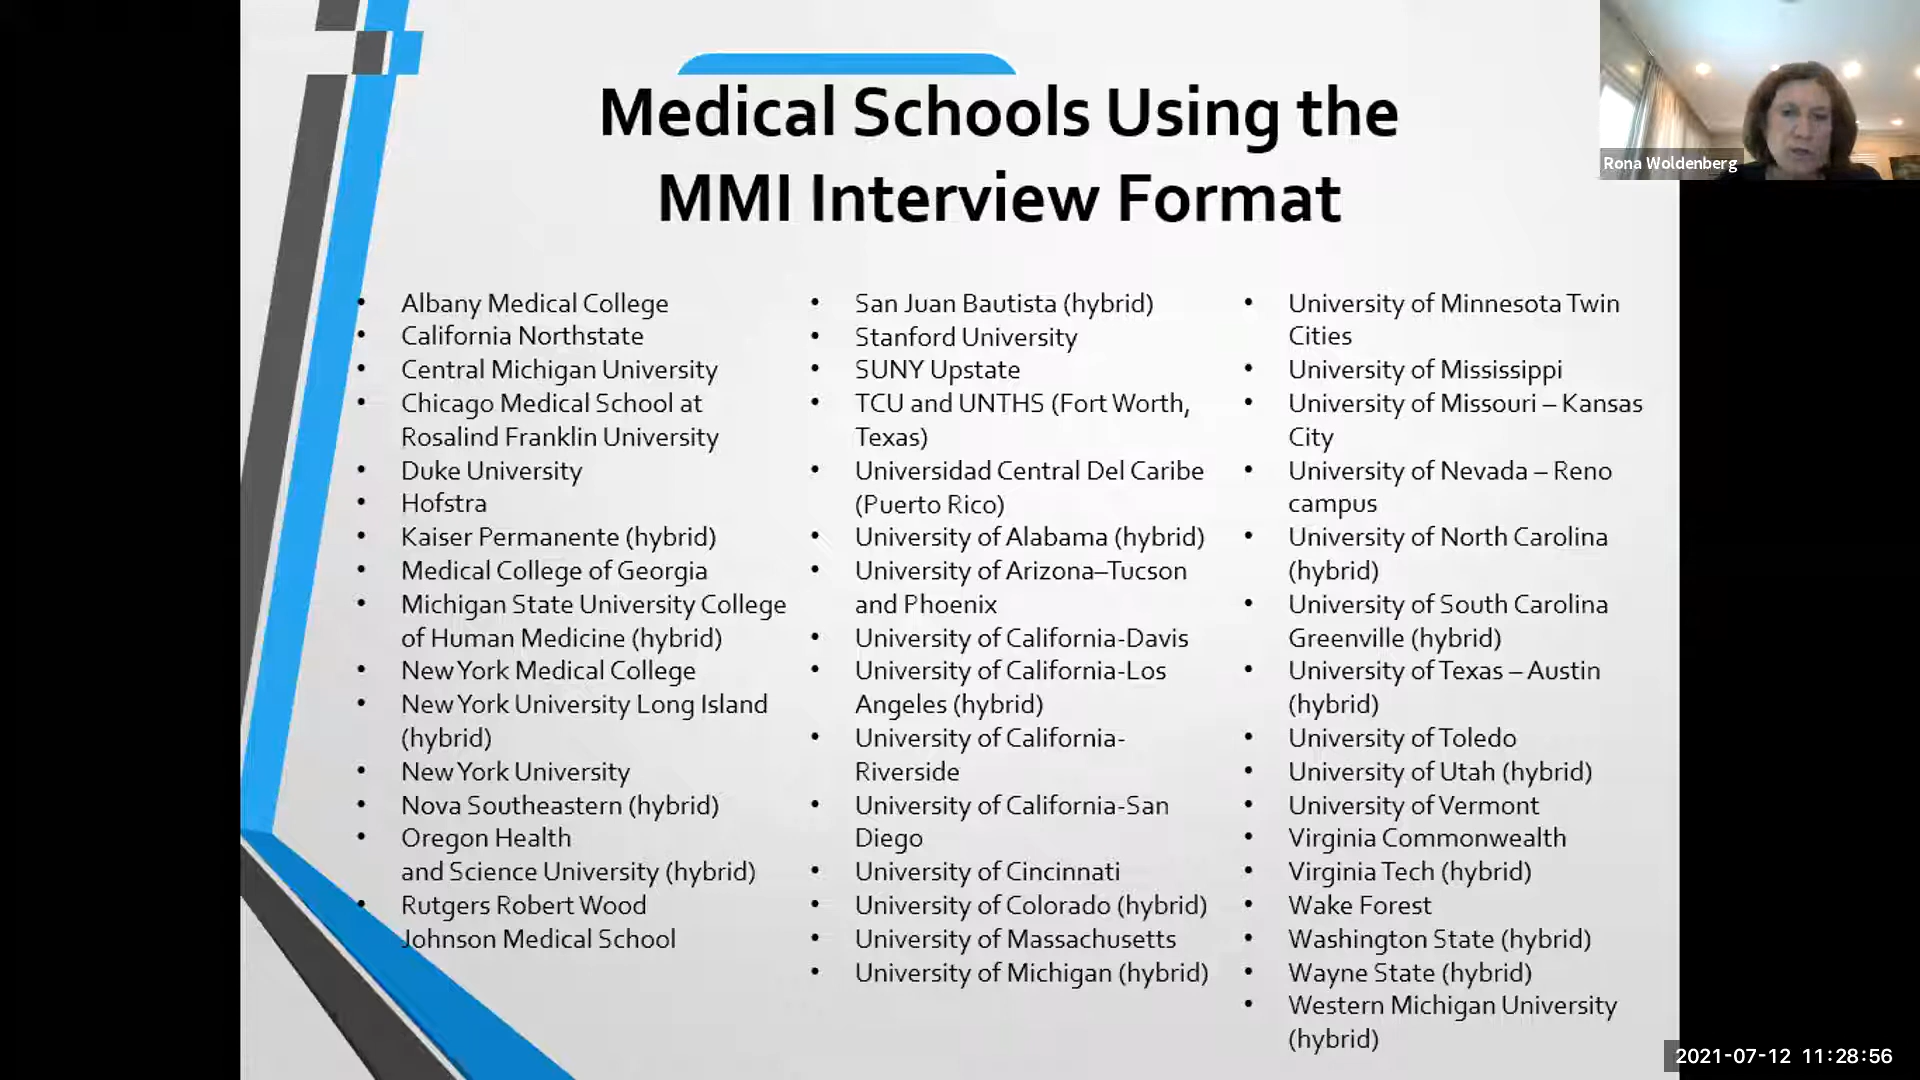 Medical Schools Using the
MMI Interview Format
Rona Woldenberg
• Albany Medical College
• California Northstate
• Central Michigan University
• Chicago Medical School at
Rosalind Franklin University
• Duke University
• Hofstra
• Kaiser Permanente (hybrid)
• Medical College of Georgia
• Michigan State University College
of Human Medicine (hybrid)
• New York Medical College
• New York University Long Island
(hybrid)
• New York University
• Nova Southeastern (hybrid)
• Oregon Health
and Science University (hybrid)
• Rutgers Robert Wood
Johnson Medical School
• San Juan Bautista (hybrid)
• Stanford University
• SUNY Upstate
• TCU and UNTHS (Fort Worth,
Texas)
• Universidad Central Del Caribe
(Puerto Rico)
• University of Alabama (hybrid)
• University of Arizona–Tucson
and Phoenix
• University of California-Davis
• University of California-Los
Angeles (hybrid)
• University of California-
Riverside
• University of California-San
Diego
• University of Cincinnati
• University of Colorado (hybrid)
• University of Massachusetts
• University of Michigan (hybrid)
• University of Minnesota Twin
Cities
• University of Mississippi
• University of Missouri – Kansas
City
• University of Nevada – Reno
campus
• University of North Carolina
(hybrid)
• University of South Carolina
Greenville (hybrid)
• University of Texas – Austin
(hybrid)
• University of Toledo
• University of Utah (hybrid)
• University of Vermont
• Virginia Commonwealth
• Virginia Tech (hybrid)
• Wake Forest
• Washington State (hybrid)
• Wayne State (hybrid)
• Western Michigan University
(hybrid)
2021-07-12 11:28:56